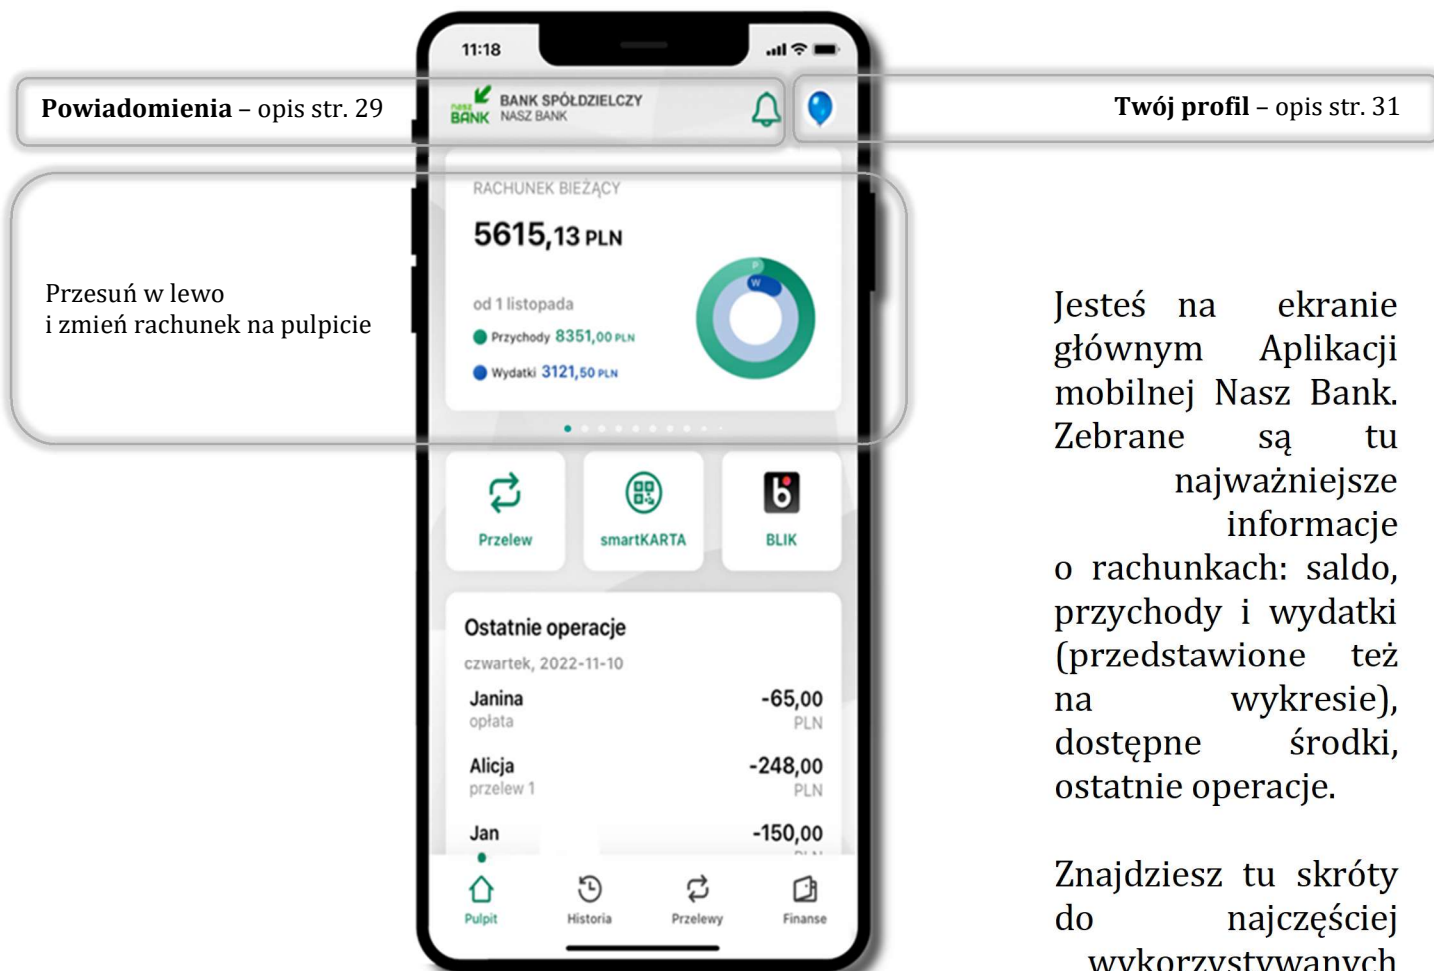 11:18
Powiadomienia – opis str. 29
nasz
BANK
BANK SPÓŁDZIELCZY
NASZ BANK
Twój profil – opis str. 31
RACHUNEK BIEŻĄCY
5615,13 PLN
od 1 listopada
Przychody 8351,00 PLN
Wydatki 3121,50 PLN
P
W
Przesuń w lewo
i zmień rachunek na pulpicie
Przelew
smartKARTA
BLIK
Ostatnie operacje
czwartek, 2022-11-10
Janina -65,00
opłata PLN
Alicja -248,00
przelew 1 PLN
Jan -150,00
Pulpit Historia Przelewy Finanse
Jesteś na ekranie
głównym Aplikacji
mobilnej Nasz Bank.
Zebrane są tu
najważniejsze
informacje
o rachunkach: saldo,
przychody i wydatki
(przedstawione też
na wykresie),
dostępne środki,
ostatnie operacje.
Znajdziesz tu skróty
do najczęściej
wykorzystywanych